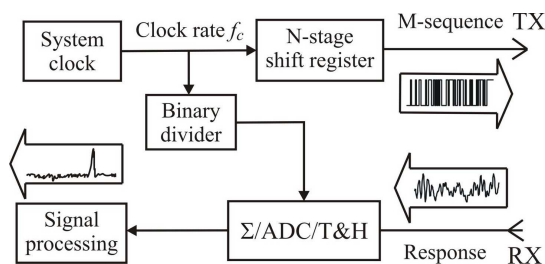 System
clock
Clock rate fc
N-stage
shift register
M-sequence TX
Binary
divider
Signal
processing
Σ/ADC/T&H
Response RX